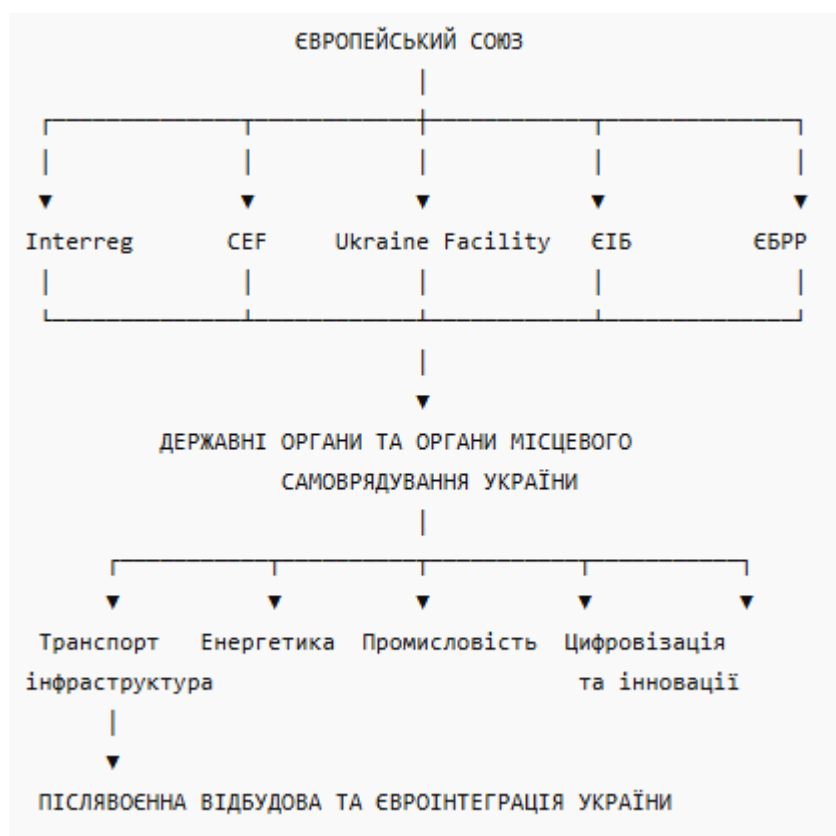 ЄВРОПЕЙСЬКИЙ СОЮЗ
Interreg CEF Ukraine Facility ЄІБ ЄБРР
ДЕРЖАВНІ ОРГАНИ ТА ОРГАНИ МІСЦЕВОГО
САМОВРЯДУВАННЯ УКРАЇНИ
Транспорт Енергетика Промисловість Цифровізація
інфраструктура та інновації
ПІСЛЯВОЄННА ВІДБУДОВА ТА ЄВРОІНТЕГРАЦІЯ УКРАЇНИ